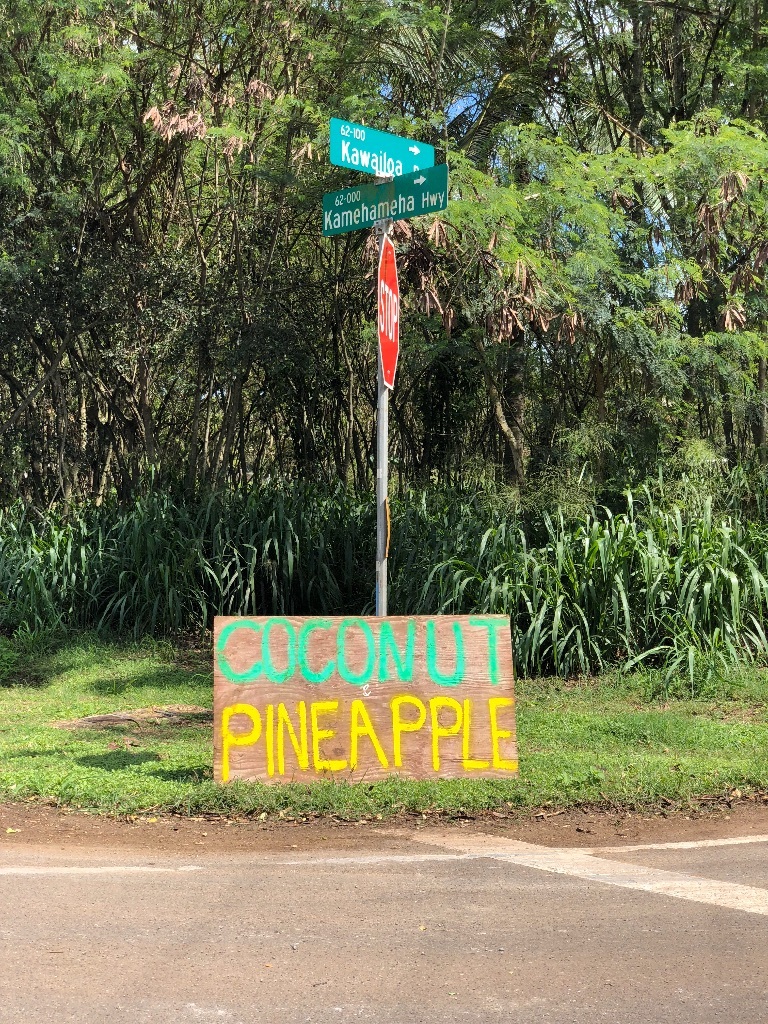 62-100
Kawailoa
62-000
Kamehameha Hwy
STOP
COCONUT
e
PINEAPPLE